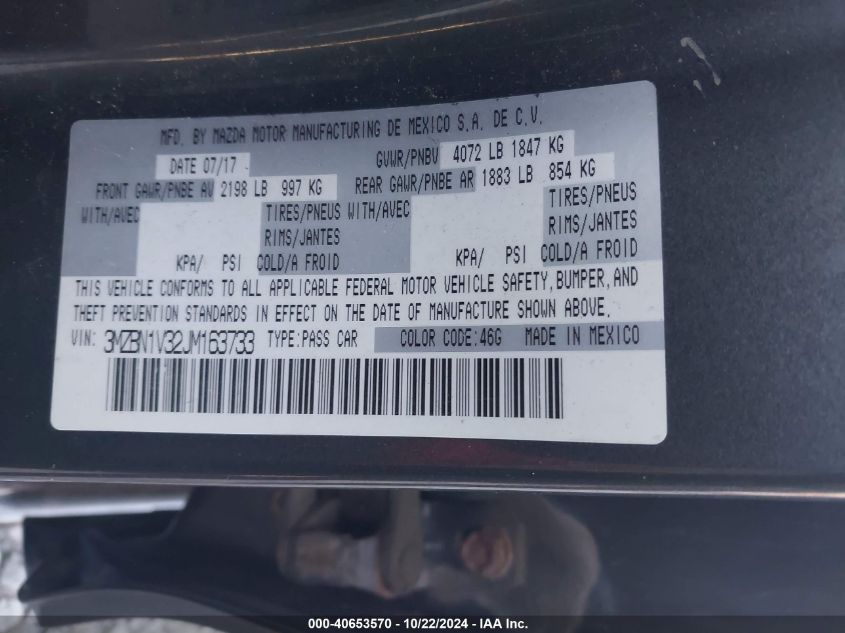 MFD. BY MAZDA MOTOR MANUFACTURING DE MEXICO S.A. DE C.V.
DATE 07/17 GVWR/PNBV 4072 LB 1847 KG
FRONT GAWR/PNBE AV 2198 LB 997 KG REAR GAWR/PNBE AR 1883 LB 854 KG
WITH/AVEC TIRES/PNEUS WITH/AVEC TIRES/PNEUS
RIMS/JANTES RIMS/JANTES
KPA/ PSI COLD/A FROID KPA/ PSI COLD/A FROID
THIS VEHICLE CONFORMS TO ALL APPLICABLE FEDERAL MOTOR VEHICLE SAFETY, BUMPER, AND
THEFT PREVENTION STANDARDS IN EFFECT ON THE DATE OF MANUFACTURE SHOWN ABOVE.
VIN: 3MZBN1V32JM163733 TYPE:PASS CAR COLOR CODE:46G MADE IN MEXICO
000-40653570 - 10/22/2024 - IAA Inc.